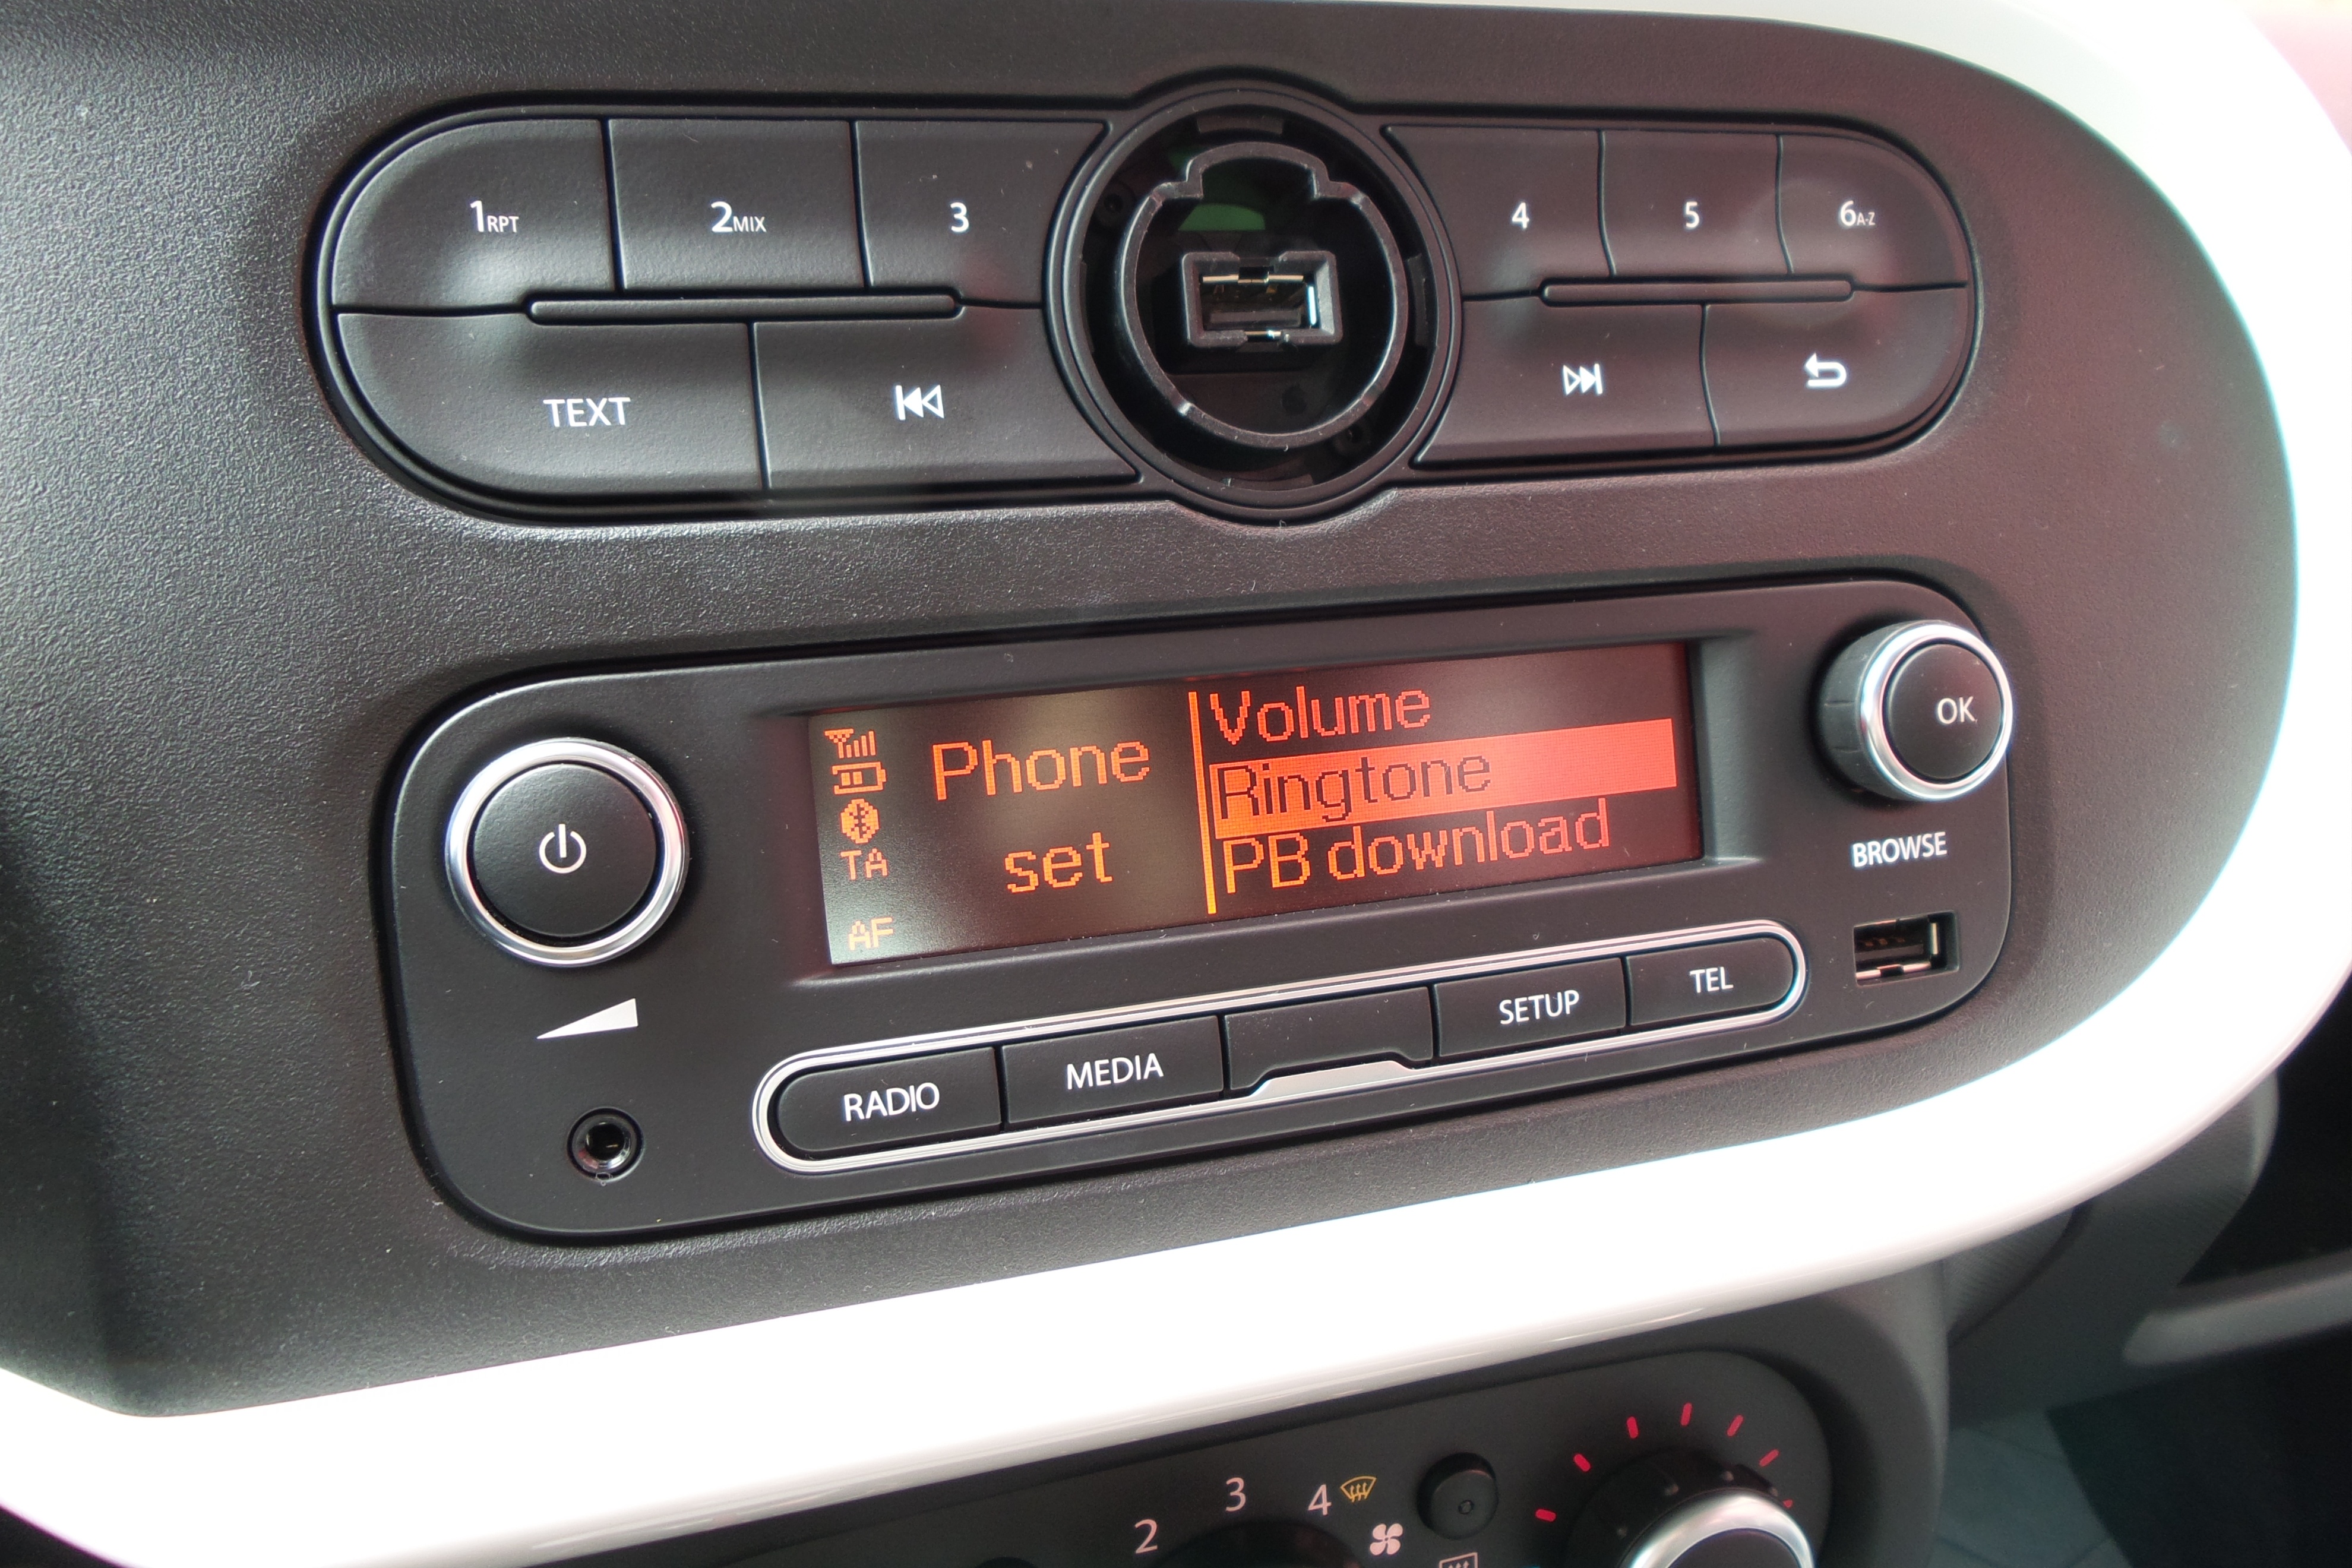 1RPT 2MIX 3 4 5 6A-Z
TEXT
Phone
set
TA
AF
Volume
Ringtone
PB download
OK
BROWSE
RADIO MEDIA SETUP TEL
2 3 4